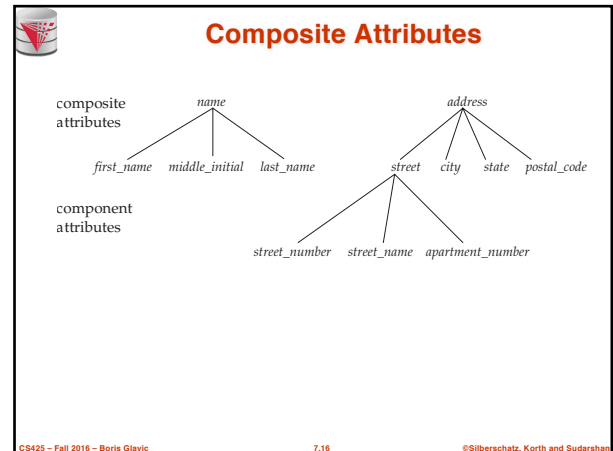 Composite Attributes
composite
attributes
name
address
first_name middle_initial last_name
street city state postal_code
component
attributes
street_number street_name apartment_number
CS425 – Fall 2016 – Boris Glavic
7.16
©Silberschatz, Korth and Sudarshan